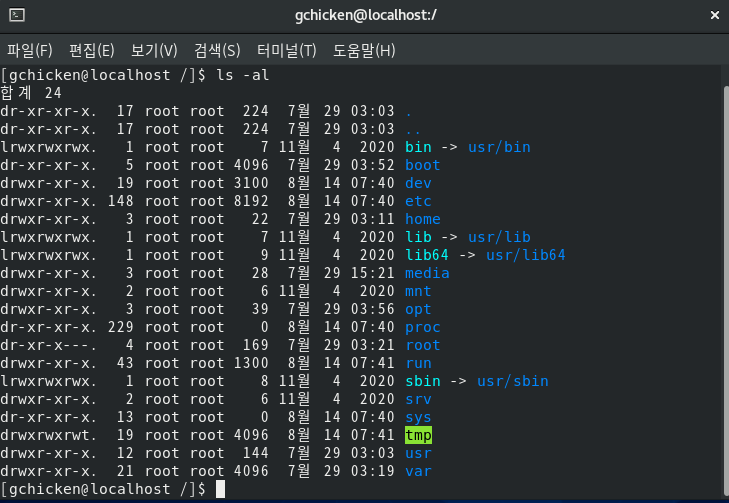 gchicken@localhost:/
파일(F) 편집(E) 보기(V) 검색(S) 터미널(T) 도움말(H)
[gchicken@localhost /]$ ls -al
합계 24
dr-xr-xr-x. 17 root root 224 7월 29 03:03 .
dr-xr-xr-x. 17 root root 224 7월 29 03:03 ..
lrwxrwxrwx. 1 root root 7 11월 4 2020 bin -> usr/bin
dr-xr-xr-x. 5 root root 4096 7월 29 03:52 boot
drwxr-xr-x. 19 root root 3100 8월 14 07:40 dev
drwxr-xr-x. 148 root root 8192 8월 14 07:40 etc
drwxr-xr-x. 3 root root 22 7월 29 03:11 home
lrwxrwxrwx. 1 root root 7 11월 4 2020 lib -> usr/lib
lrwxrwxrwx. 1 root root 9 11월 4 2020 lib64 -> usr/lib64
drwxr-xr-x. 3 root root 28 7월 29 15:21 media
drwxr-xr-x. 2 root root 6 11월 4 2020 mnt
drwxr-xr-x. 3 root root 39 7월 29 03:56 opt
dr-xr-xr-x. 229 root root 0 8월 14 07:40 proc
dr-xr-x---. 4 root root 169 7월 29 03:21 root
drwxr-xr-x. 43 root root 1300 8월 14 07:41 run
lrwxrwxrwx. 1 root root 8 11월 4 2020 sbin -> usr/sbin
drwxr-xr-x. 2 root root 6 11월 4 2020 srv
dr-xr-xr-x. 13 root root 0 8월 14 07:40 sys
drwxrwxrwt. 19 root root 4096 8월 14 07:41 tmp
drwxr-xr-x. 12 root root 144 7월 29 03:03 usr
drwxr-xr-x. 21 root root 4096 7월 29 03:19 var
[gchicken@localhost /]$